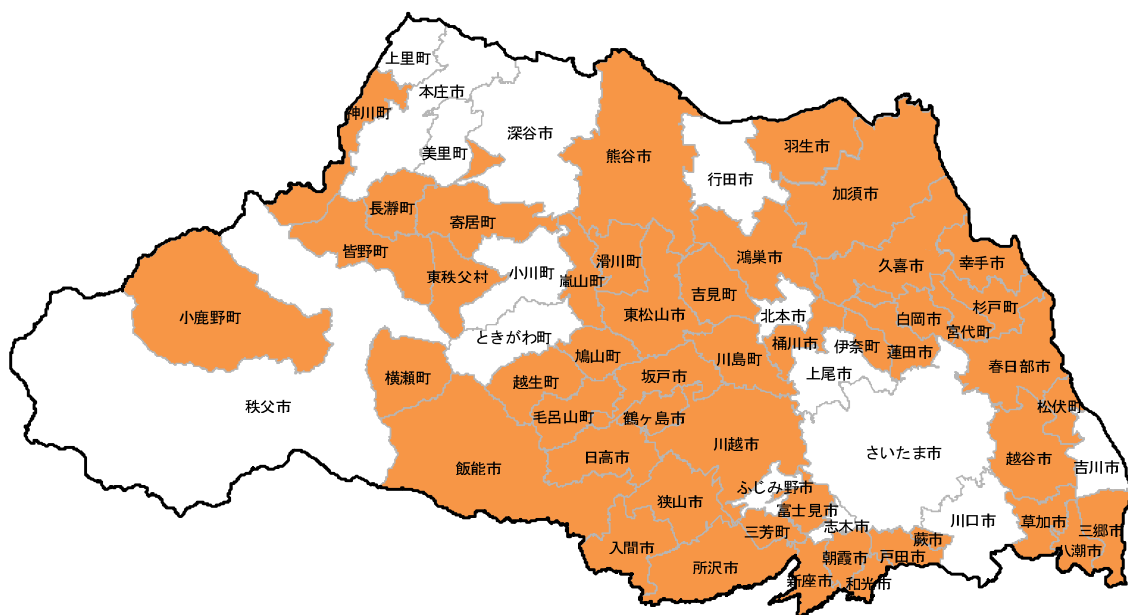 上里町
本庄市
神川町
美里町
深谷市
熊谷市
行田市
羽生市
加須市
長瀞町
寄居町
皆野町
東秩父村
小川町
嵐山町
滑川町
鴻巣市
久喜市
幸手市
吉見町
小鹿野町
東松山市
北本市
白岡市
杉戸町
宮代町
ときがわ町
桶川市
伊奈町
蓮田市
鳩山町
川島町
上尾市
春日部市
横瀬町
越生町
坂戸市
秩父市
毛呂山町
鶴ヶ島市
松伏町
川越市
さいたま市
日高市
越谷市
吉川市
飯能市
ふじみ野市
狭山市
富士見市
志木市
川口市
草加市
三郷市
三芳町
入間市
蕨市
八潮市
朝霞市
戸田市
所沢市
新座市
和光市